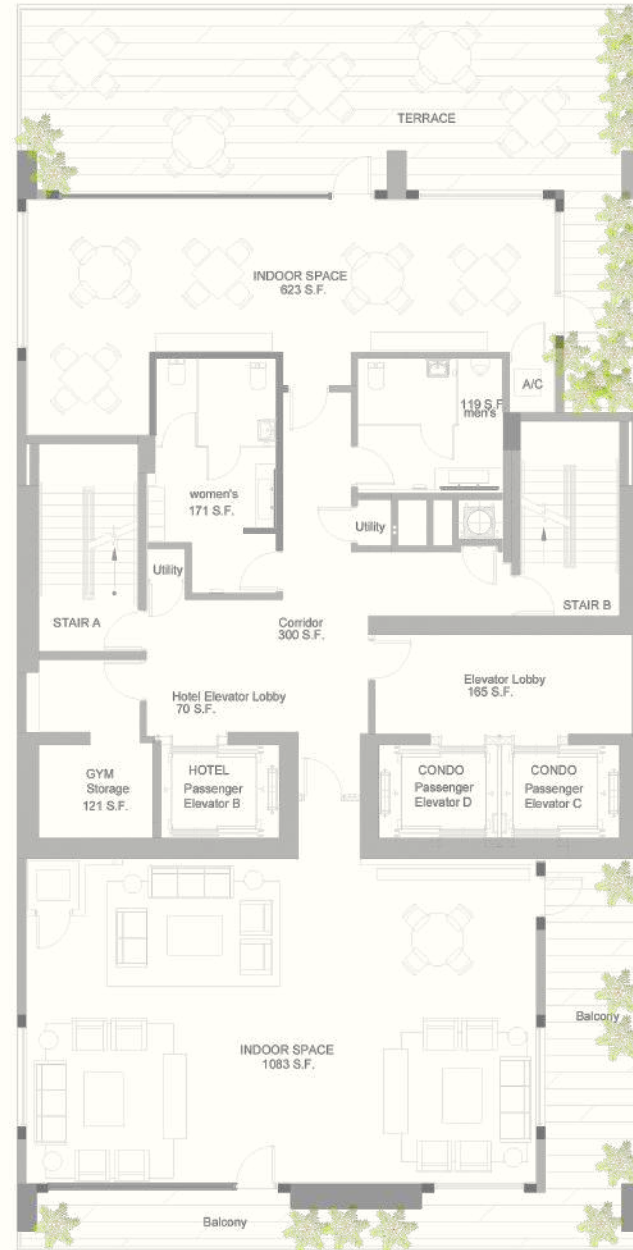 TERRACE
INDOOR SPACE
623 S.F.
A/C
119 S.F
men's
women's
171 S.F.
Utility
Utility
STAIR A
STAIR B
Corridor
300 S.F.
Elevator Lobby
165 S.F.
Hotel Elevator Lobby
70 S.F.
GYM
Storage
121 S.F.
HOTEL
Passenger
Elevator B
CONDO
Passenger
Elevator D
CONDO
Passenger
Elevator C
Balcony
INDOOR SPACE
1083 S.F.
Balcony